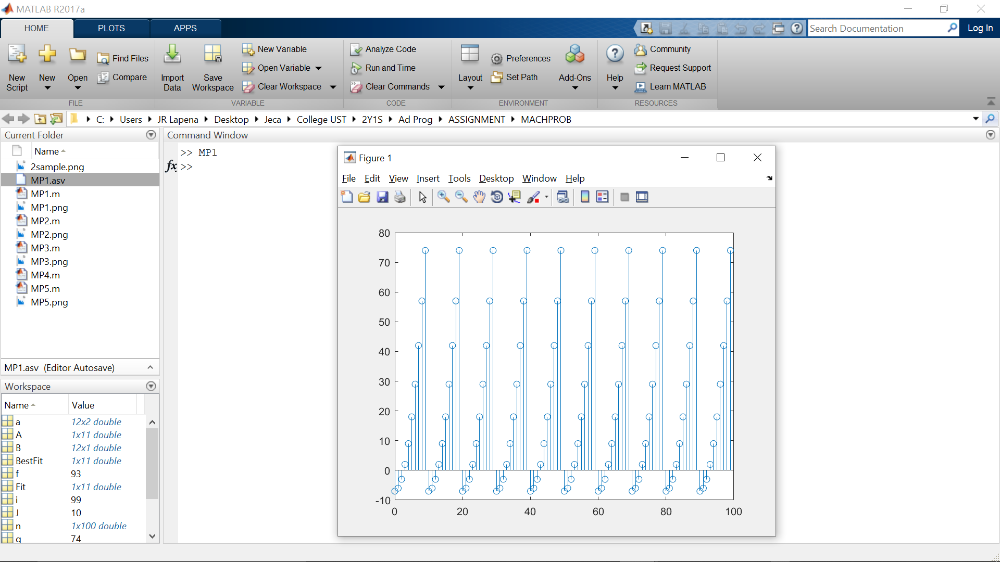 MATLAB R2017a
HOME PLOTS APPS
Search Documentation
Log In
New Script
New
Open
Find Files
Compare
Import Data
Save Workspace
New Variable
Open Variable
Clear Workspace
Analyze Code
Run and Time
Clear Commands
Layout
Preferences
Set Path
Add-Ons
Help
Community
Request Support
Learn MATLAB
FILE VARIABLE CODE ENVIRONMENT RESOURCES
C: Users JR Lapena Desktop Jeca College UST 2Y1S Ad Prog ASSIGNMENT MACHPROB
Current Folder
Name
2sample.png
MP1.asv
MP1.m
MP1.png
MP2.m
MP2.png
MP3.m
MP3.png
MP4.m
MP5.m
MP5.png
MP1.asv (Editor Autosave)
Workspace
Name Value
a 12x2 double
A 1x11 double
B 12x1 double
BestFit 1x11 double
f 93
Fit 1x11 double
i 99
J 10
n 1x100 double
q 74
Command Window
>> MP1
fx >>
Figure 1
File Edit View Insert Tools Desktop Window Help
80
70
60
50
40
30
20
10
0
-10
0 20 40 60 80 100